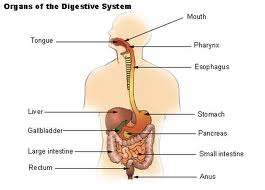 Organs of the Digestive System
Mouth
Tongue
Pharynx
Esophagus
Liver
Stomach
Gallbladder
Pancreas
Large intestine
Small intestine
Rectum
Anus